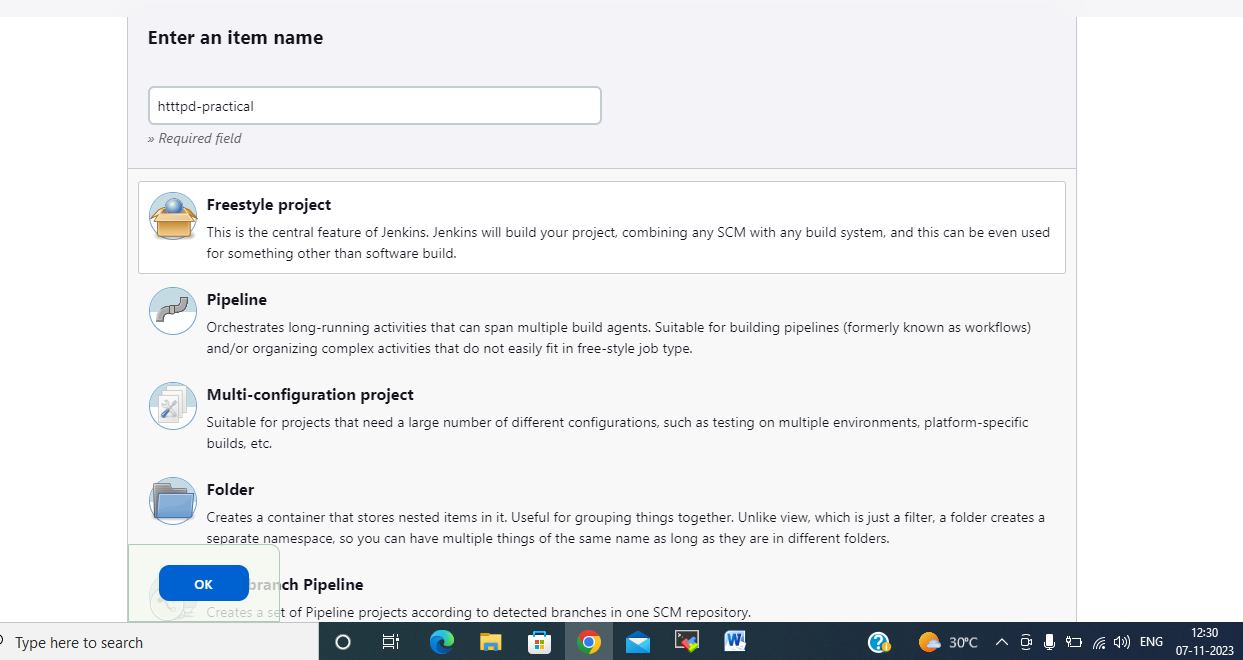 Enter an item name
htttpd-practical
» Required field
Freestyle project
This is the central feature of Jenkins. Jenkins will build your project, combining any SCM with any build system, and this can be even used
for something other than software build.
Pipeline
Orchestrates long-running activities that can span multiple build agents. Suitable for building pipelines (formerly known as workflows)
and/or organizing complex activities that do not easily fit in free-style job type.
Multi-configuration project
Suitable for projects that need a large number of different configurations, such as testing on multiple environments, platform-specific
builds, etc.
Folder
Creates a container that stores nested items in it. Useful for grouping things together. Unlike view, which is just a filter, a folder creates a
separate namespace, so you can have multiple things of the same name as long as they are in different folders.
OK
branch Pipeline
Creates a set of Pipeline projects according to detected branches in one SCM repository.
Type here to search
30°C
ENG
12:30
07-11-2023